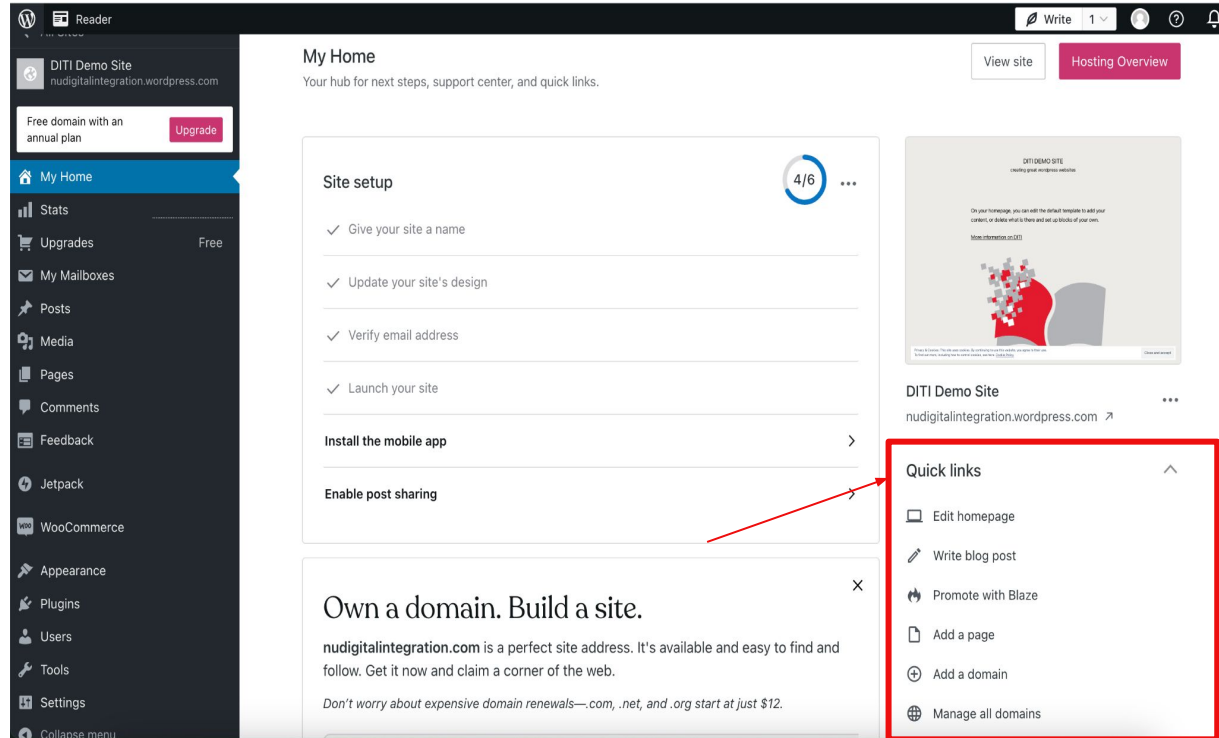 Reader
Write 1
All Sites
DITI Demo Site
nudigitalintegration.wordpress.com
Free domain with an
annual plan
Upgrade
My Home
Stats
Upgrades Free
My Mailboxes
Posts
Media
Pages
Comments
Feedback
Jetpack
WooCommerce
Appearance
Plugins
Users
Tools
Settings
Collapse menu
My Home
Your hub for next steps, support center, and quick links.
View site
Hosting Overview
Site setup
4/6
Give your site a name
Update your site's design
Verify email address
Launch your site
Install the mobile app
Enable post sharing
Own a domain. Build a site.
nudigitalintegration.com is a perfect site address. It's available and easy to find and
follow. Get it now and claim a corner of the web.
Don't worry about expensive domain renewals—.com, .net, and .org start at just $12.
DITI DEMO SITE
creating great wordpress websites
On your homepage, you can edit the default template to add your
content, or delete what is there and set up blocks of your own.
More information on DITI
Close and accept
DITI Demo Site
nudigitalintegration.wordpress.com
Quick links
Edit homepage
Write blog post
Promote with Blaze
Add a page
Add a domain
Manage all domains